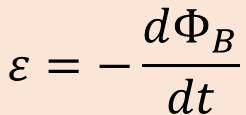 ε = − dΦ_B / dt